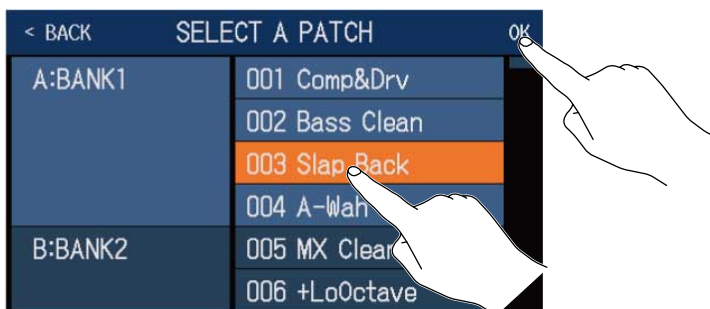 < BACK SELECT A PATCH OK
A:BANK1 001 Comp&Drv
002 Bass Clean
003 Slap Back
004 A-Wah
B:BANK2 005 MX Clean
006 +LoOctave